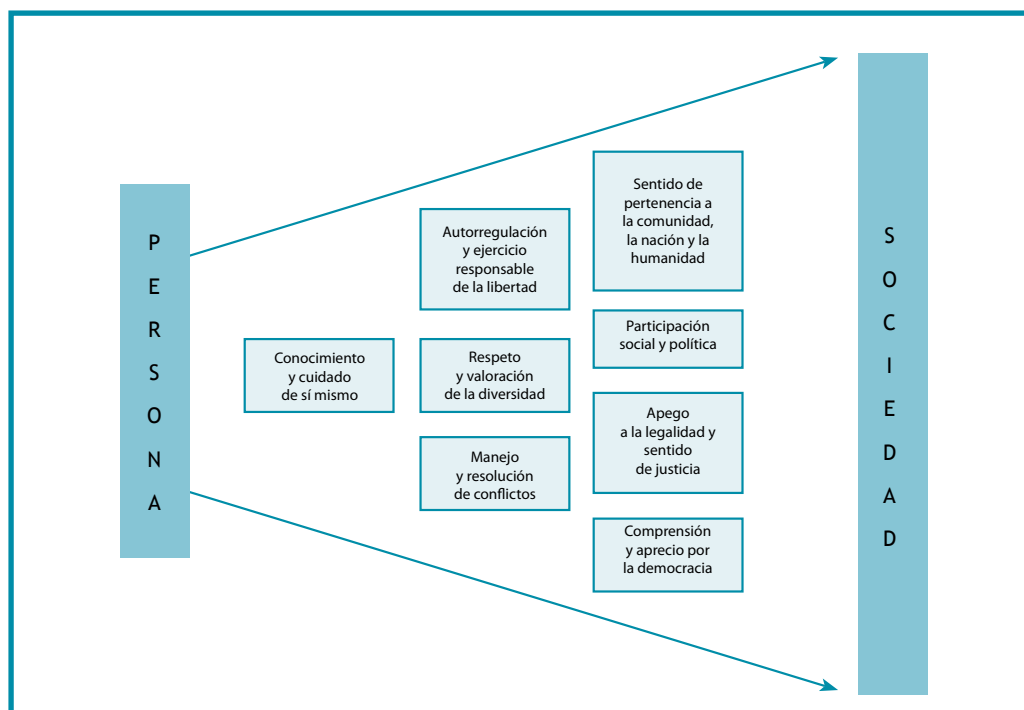 PERSONA
Conocimiento
y cuidado
de sí mismo
Autorregulación
y ejercicio
responsable
de la libertad
Respeto
y valoración
de la diversidad
Manejo
y resolución
de conflictos
Sentido de
pertenencia a
la comunidad,
la nación y la
humanidad
Participación
social y política
Apego
a la legalidad y
sentido
de justicia
Comprensión
y aprecio por
la democracia
SOCIEDAD